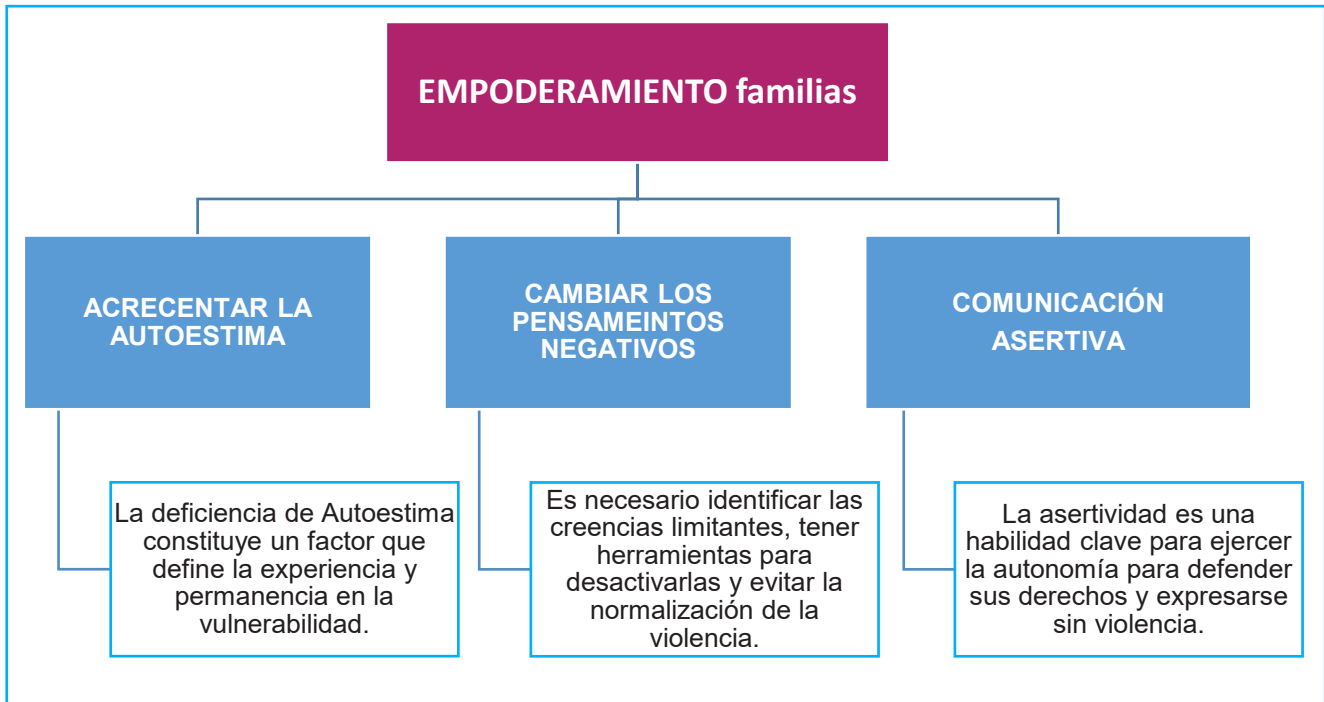 EMPODERAMIENTO familias
ACRECENTAR LA
AUTOESTIMA
CAMBIAR LOS
PENSAMEINTOS
NEGATIVOS
COMUNICACIÓN
ASERTIVA
La deficiencia de Autoestima
constituye un factor que
define la experiencia y
permanencia en la
vulnerabilidad.
Es necesario identificar las
creencias limitantes, tener
herramientas para
desactivarlas y evitar la
normalización de la
violencia.
La asertividad es una
habilidad clave para ejercer
la autonomía para defender
sus derechos y expresarse
sin violencia.